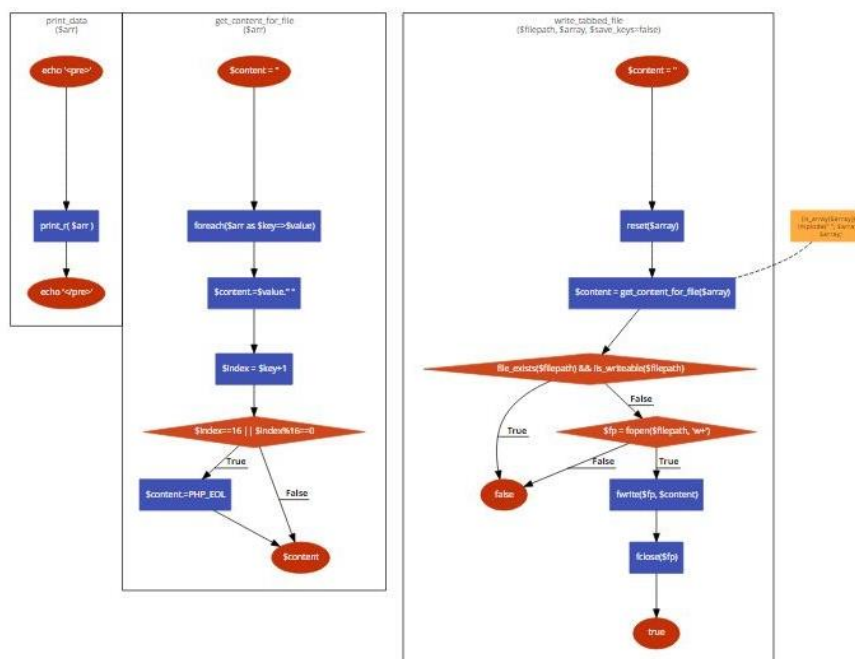 print_data
($arr)
echo '<pre>'
print_r( $arr )
echo '</pre>'
get_content_for_file
($arr)
$content = ''
foreach($arr as $key=>$value)
$content.=$value." "
$index = $key+1
$index==16 || $index%16==0
True
False
$content.=PHP_EOL
$content
write_tabbed_file
($filepath, $array, $save_keys=false)
$content = ''
reset($array)
$content = get_content_for_file($array)
file_exists($filepath) && !is_writeable($filepath)
False
True
$fp = fopen($filepath, 'w+')
False
True
false
fwrite($fp, $content)
fclose($fp)
true